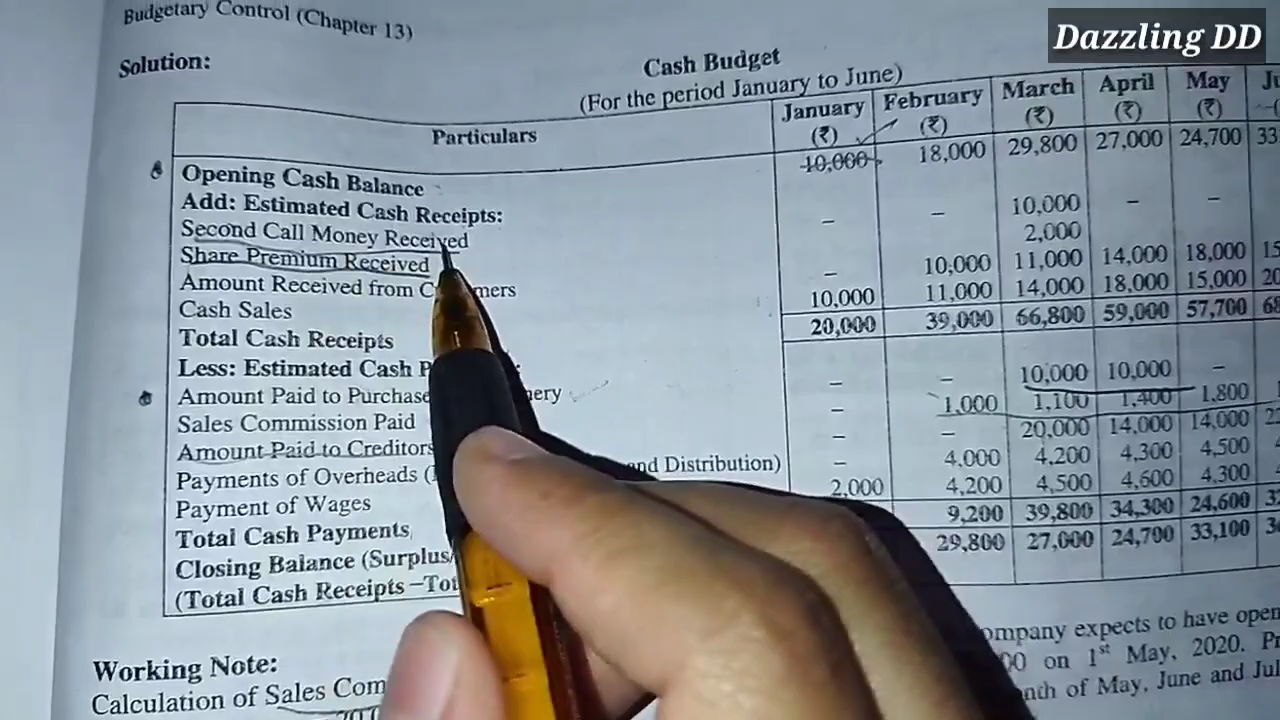 Budgetary Control (Chapter 13)
Dazzling DD
Solution:
Cash Budget
(For the period January to June)
Particulars January (₹) February (₹) March (₹) April (₹) May (₹)
Opening Cash Balance 10,000 18,000 29,800 27,000 24,700 33
Add: Estimated Cash Receipts:
Second Call Money Received – – 10,000 – –
Share Premium Received 2,000
Amount Received from – 10,000 11,000 14,000 18,000 15
Cash Sales 10,000 11,000 14,000 18,000 15,000 20
Total Cash Receipts 20,000 39,000 66,800 59,000 57,700 68
Less: Estimated Cash
Amount Paid to Purchase – – 10,000 10,000 –
Sales Commission Paid – 1,000 1,100 1,400 1,800
Amount Paid to Creditors – – 20,000 14,000 14,000
Payments of Overheads and Distribution) – 4,000 4,200 4,300 4,500
Payment of Wages 2,000 4,200 4,500 4,600 4,300
Total Cash Payments 9,200 39,800 34,300 24,600
Closing Balance (Surplus/ 29,800 27,000 24,700 33,100
(Total Cash Receipts –
Working Note:
Calculation of Sales
expects to have
on 1st May, 2020.
of May, June and